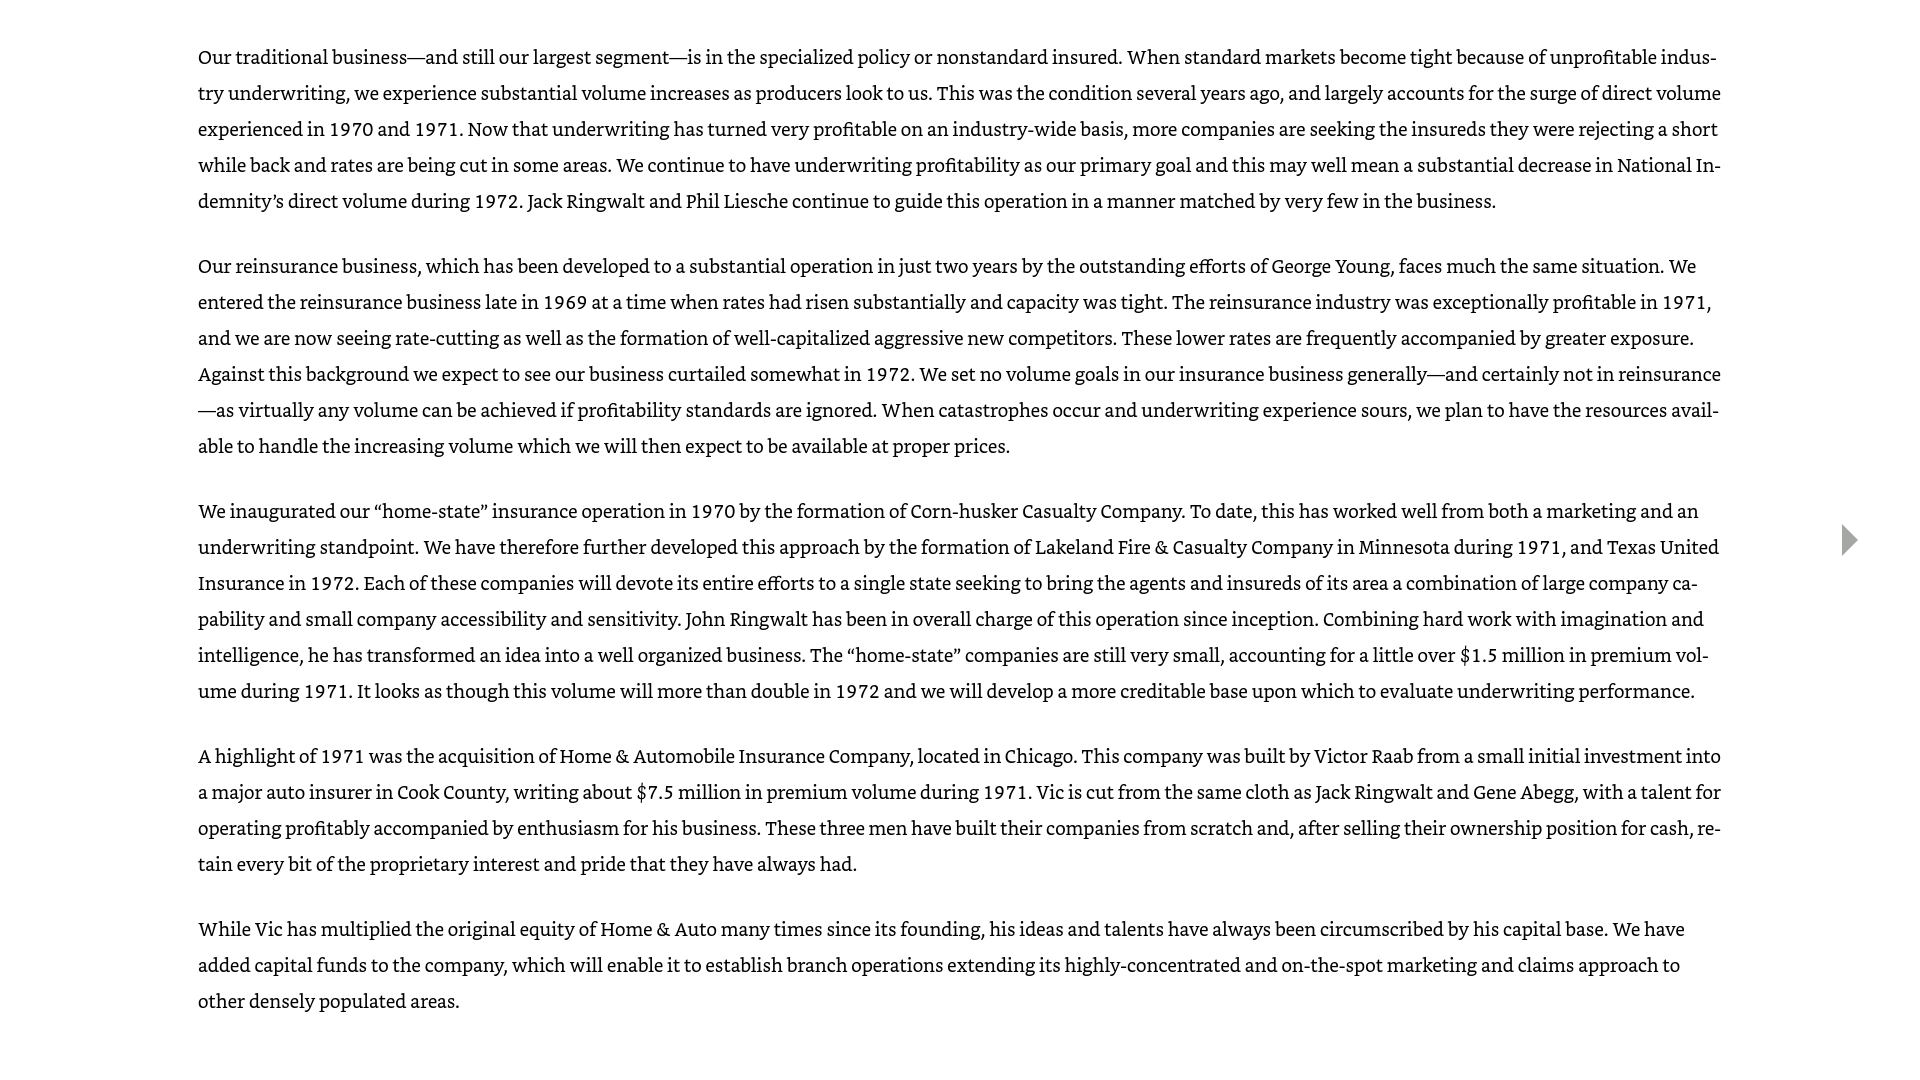 Our traditional business—and still our largest segment—is in the specialized policy or nonstandard insured. When standard markets become tight because of unprofitable indus-
try underwriting, we experience substantial volume increases as producers look to us. This was the condition several years ago, and largely accounts for the surge of direct volume
experienced in 1970 and 1971. Now that underwriting has turned very profitable on an industry-wide basis, more companies are seeking the insureds they were rejecting a short
while back and rates are being cut in some areas. We continue to have underwriting profitability as our primary goal and this may well mean a substantial decrease in National In-
demnity’s direct volume during 1972. Jack Ringwalt and Phil Liesche continue to guide this operation in a manner matched by very few in the business.
Our reinsurance business, which has been developed to a substantial operation in just two years by the outstanding efforts of George Young, faces much the same situation. We
entered the reinsurance business late in 1969 at a time when rates had risen substantially and capacity was tight. The reinsurance industry was exceptionally profitable in 1971,
and we are now seeing rate-cutting as well as the formation of well-capitalized aggressive new competitors. These lower rates are frequently accompanied by greater exposure.
Against this background we expect to see our business curtailed somewhat in 1972. We set no volume goals in our insurance business generally—and certainly not in reinsurance
—as virtually any volume can be achieved if profitability standards are ignored. When catastrophes occur and underwriting experience sours, we plan to have the resources avail-
able to handle the increasing volume which we will then expect to be available at proper prices.
We inaugurated our “home-state” insurance operation in 1970 by the formation of Corn-husker Casualty Company. To date, this has worked well from both a marketing and an
underwriting standpoint. We have therefore further developed this approach by the formation of Lakeland Fire & Casualty Company in Minnesota during 1971, and Texas United
Insurance in 1972. Each of these companies will devote its entire efforts to a single state seeking to bring the agents and insureds of its area a combination of large company ca-
pability and small company accessibility and sensitivity. John Ringwalt has been in overall charge of this operation since inception. Combining hard work with imagination and
intelligence, he has transformed an idea into a well organized business. The “home-state” companies are still very small, accounting for a little over $1.5 million in premium vol-
ume during 1971. It looks as though this volume will more than double in 1972 and we will develop a more creditable base upon which to evaluate underwriting performance.
A highlight of 1971 was the acquisition of Home & Automobile Insurance Company, located in Chicago. This company was built by Victor Raab from a small initial investment into
a major auto insurer in Cook County, writing about $7.5 million in premium volume during 1971. Vic is cut from the same cloth as Jack Ringwalt and Gene Abegg, with a talent for
operating profitably accompanied by enthusiasm for his business. These three men have built their companies from scratch and, after selling their ownership position for cash, re-
tain every bit of the proprietary interest and pride that they have always had.
While Vic has multiplied the original equity of Home & Auto many times since its founding, his ideas and talents have always been circumscribed by his capital base. We have
added capital funds to the company, which will enable it to establish branch operations extending its highly-concentrated and on-the-spot marketing and claims approach to
other densely populated areas.